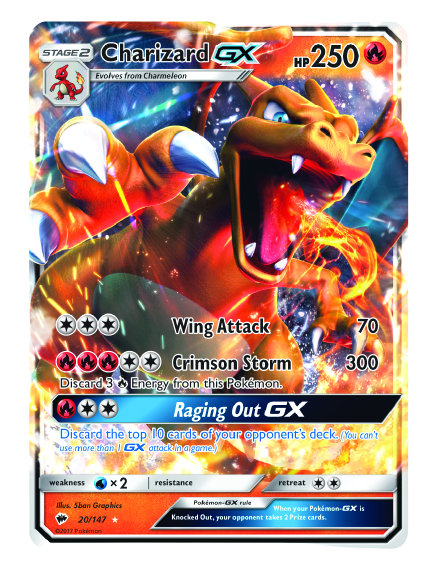 STAGE 2 Charizard GX HP 250
Evolves from Charmeleon
Wing Attack 70
Crimson Storm 300
Discard 3 Energy from this Pokémon.
Raging Out GX
Discard the top 10 cards of your opponent's deck. (You can't
use more than 1 GX attack in a game.)
weakness ×2 resistance retreat
Illus. 5ban Graphics
20/147
©2017 Pokémon
Pokémon-GX rule
When your Pokémon-GX is
Knocked Out, your opponent takes 2 Prize cards.